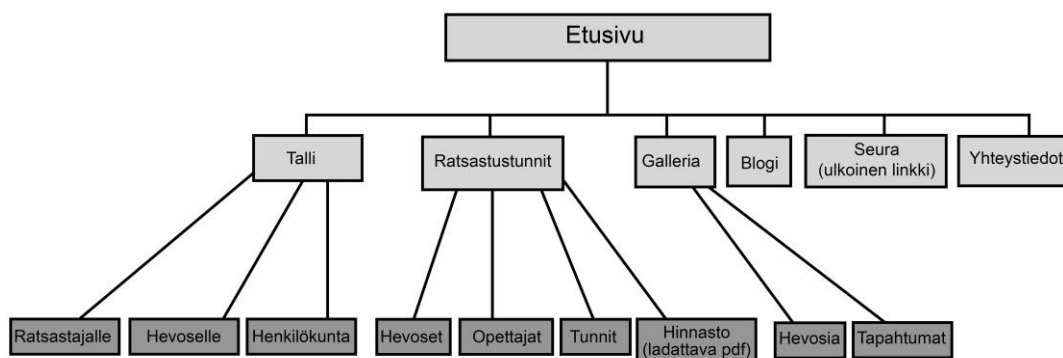 Etusivu
Talli
Ratsastustunnit
Galleria
Blogi
Seura
(ulkoinen linkki)
Yhteystiedot
Ratsastajalle
Hevoselle
Henkilökunta
Hevoset
Opettajat
Tunnit
Hinnasto
(ladattava pdf)
Hevosia
Tapahtumat